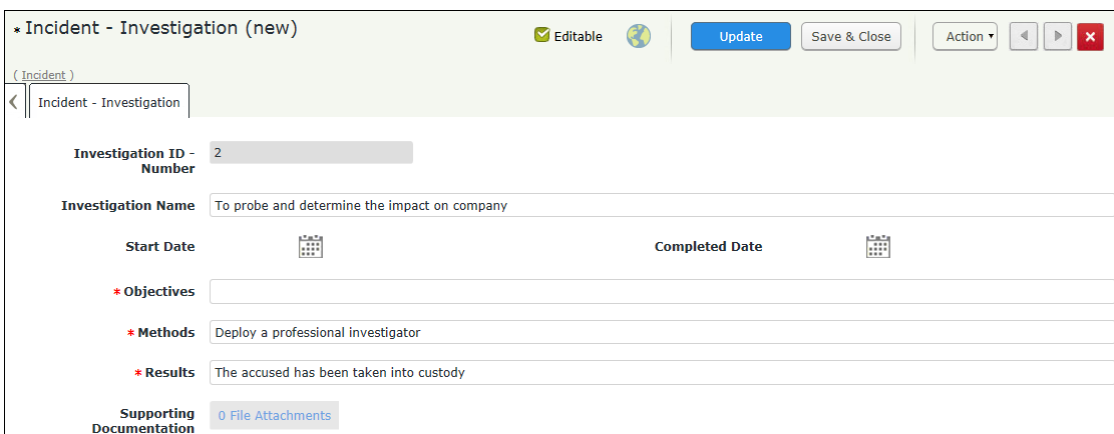 * Incident - Investigation (new)
Editable
Update
Save & Close
Action
( Incident )
Incident - Investigation
Investigation ID -
Number
2
Investigation Name
To probe and determine the impact on company
Start Date
Completed Date
* Objectives
* Methods
Deploy a professional investigator
* Results
The accused has been taken into custody
Supporting
Documentation
0 File Attachments